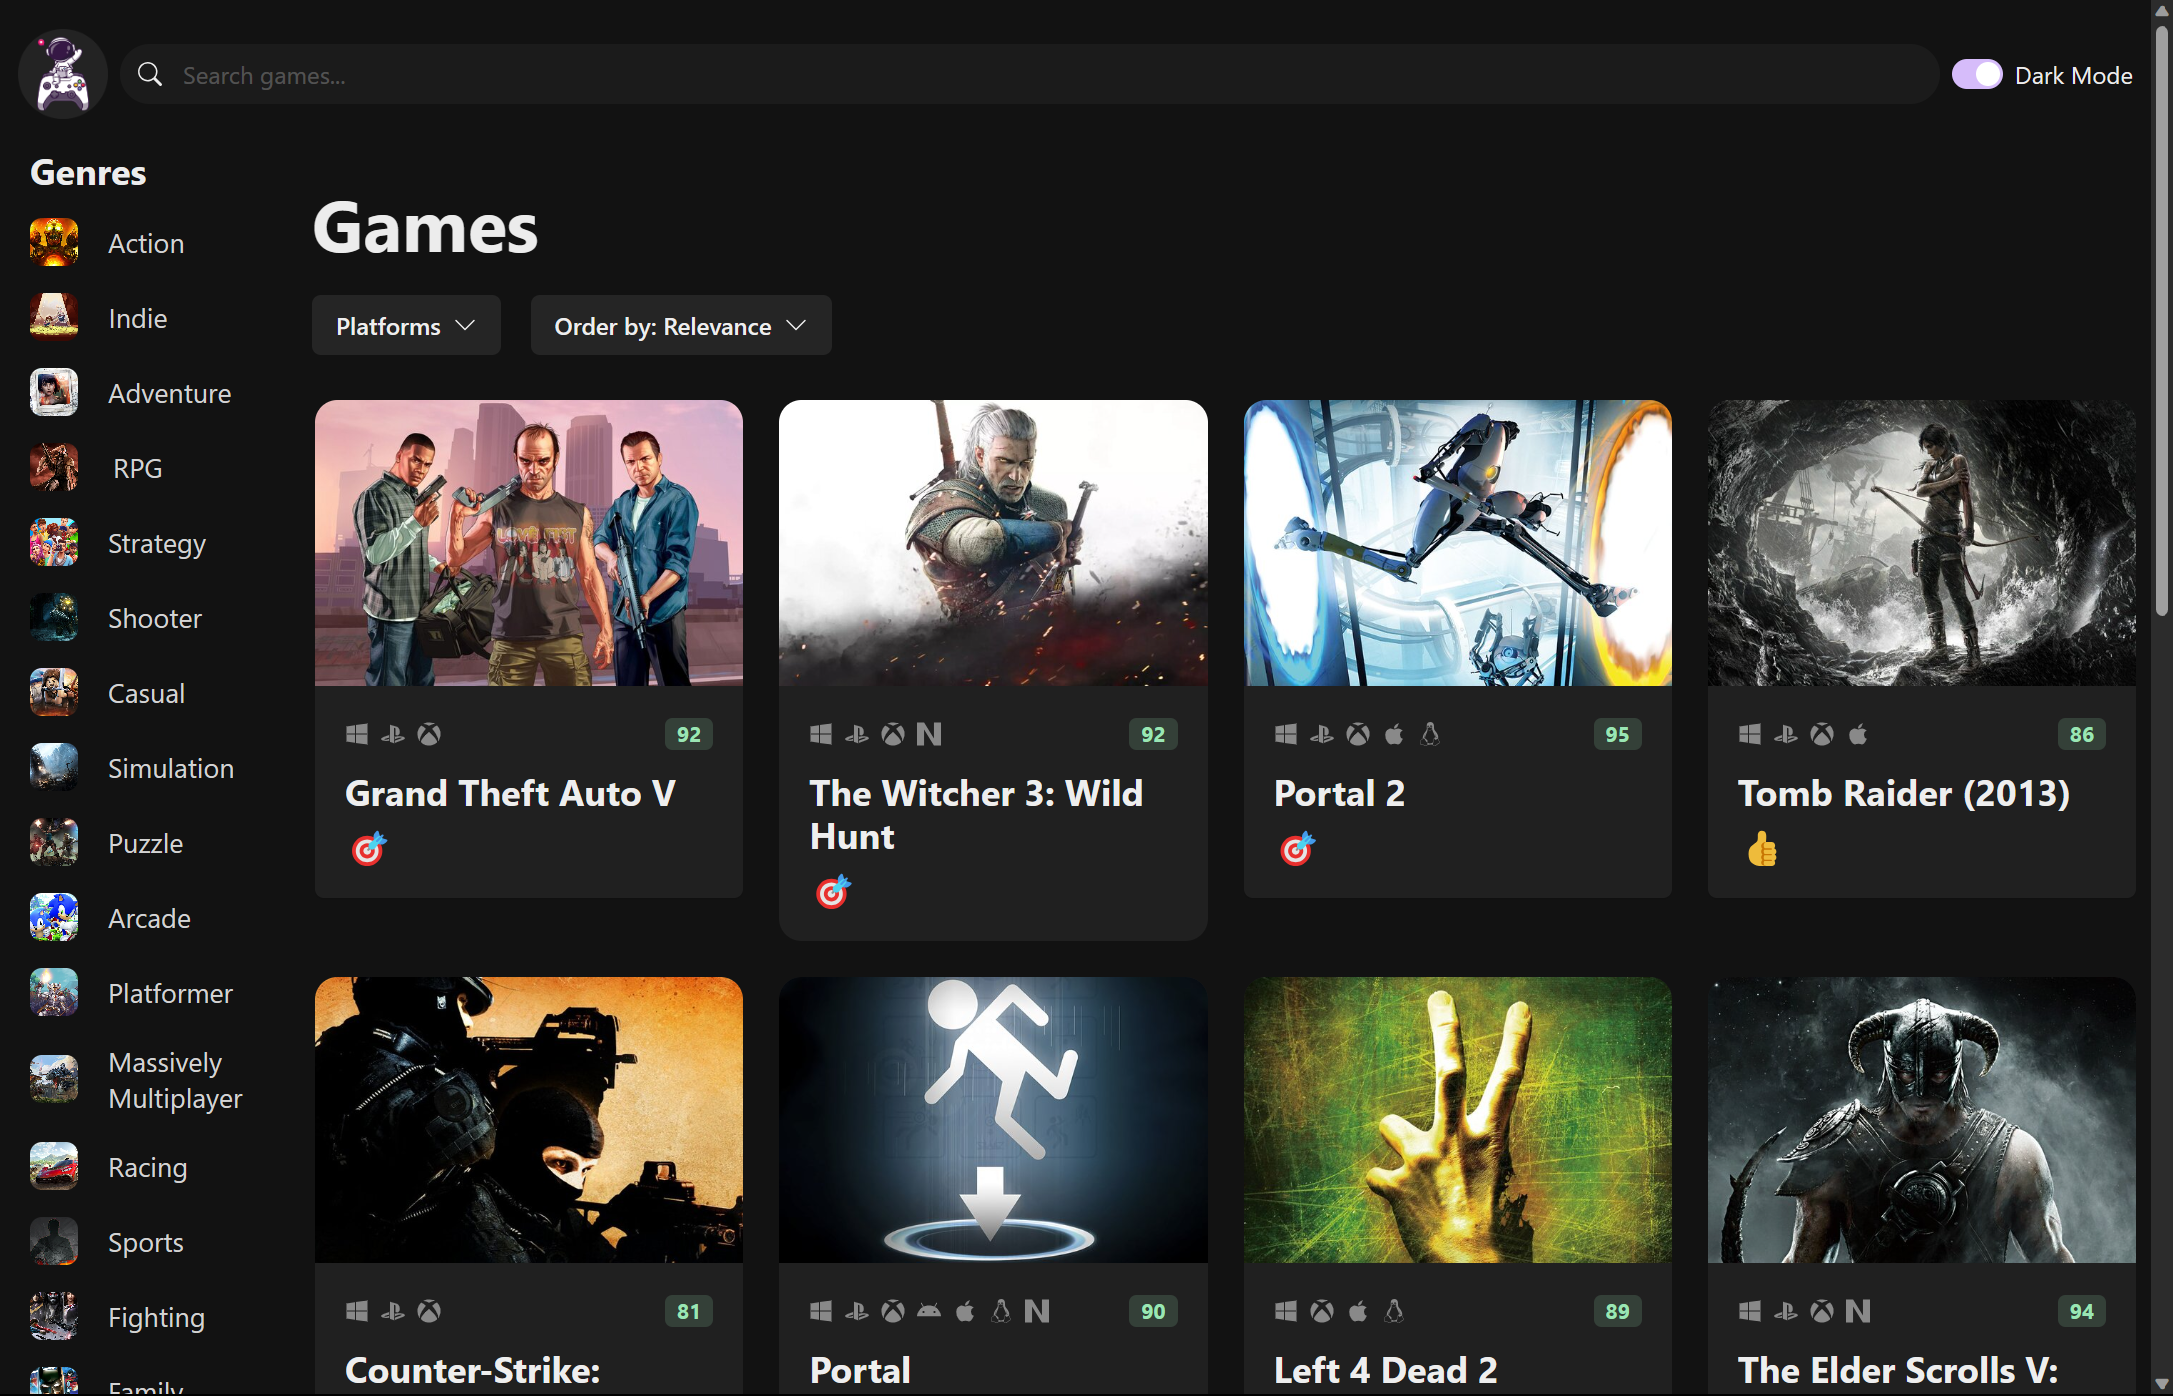 Search games...
Dark Mode
Genres
Action
Indie
Adventure
RPG
Strategy
Shooter
Casual
Simulation
Puzzle
Arcade
Platformer
Massively
Multiplayer
Racing
Sports
Fighting
Family
Games
Platforms
Order by: Relevance
92
Grand Theft Auto V
92
The Witcher 3: Wild
Hunt
95
Portal 2
86
Tomb Raider (2013)
81
Counter-Strike:
90
Portal
89
Left 4 Dead 2
94
The Elder Scrolls V: